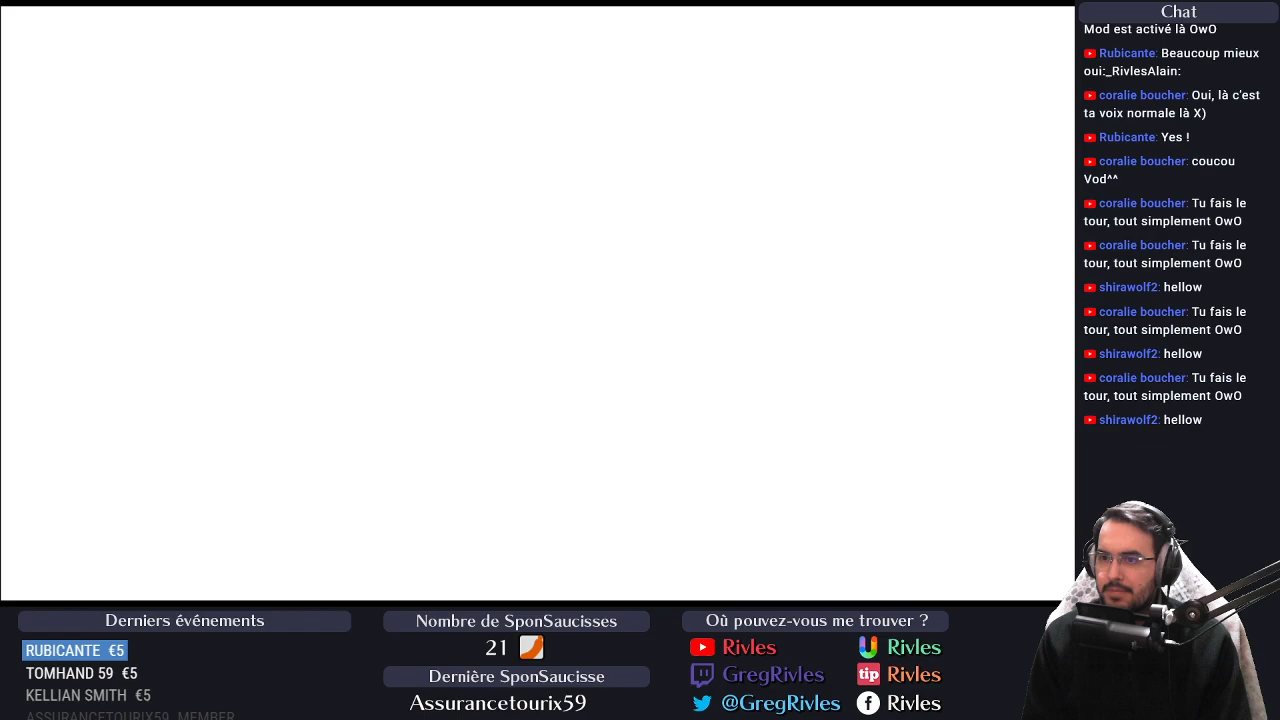 Chat
Mod est activé là OwO
Rubicante: Beaucoup mieux
oui:_RivlesAlain:
coralie boucher: Oui, là c'est
ta voix normale là X)
Rubicante: Yes !
coralie boucher: coucou
Vod^^
coralie boucher: Tu fais le
tour, tout simplement OwO
coralie boucher: Tu fais le
tour, tout simplement OwO
shirawolf2: hellow
coralie boucher: Tu fais le
tour, tout simplement OwO
shirawolf2: hellow
coralie boucher: Tu fais le
tour, tout simplement OwO
shirawolf2: hellow
Derniers événements
RUBICANTE €5
TOMHAND 59 €5
KELLIAN SMITH €5
ASSURANCETOURIX59 MEMBER
Nombre de SponSaucisses
21
Dernière SponSaucisse
Assurancetourix59
Où pouvez-vous me trouver ?
Rivles
Rivles
GregRivles
tip Rivles
@GregRivles
Rivles